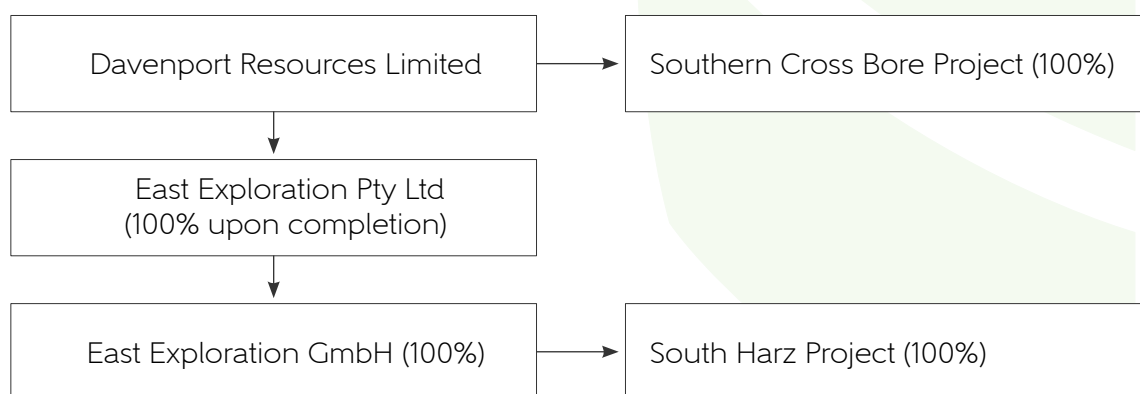 Davenport Resources Limited
Southern Cross Bore Project (100%)
East Exploration Pty Ltd
(100% upon completion)
East Exploration GmbH (100%)
South Harz Project (100%)